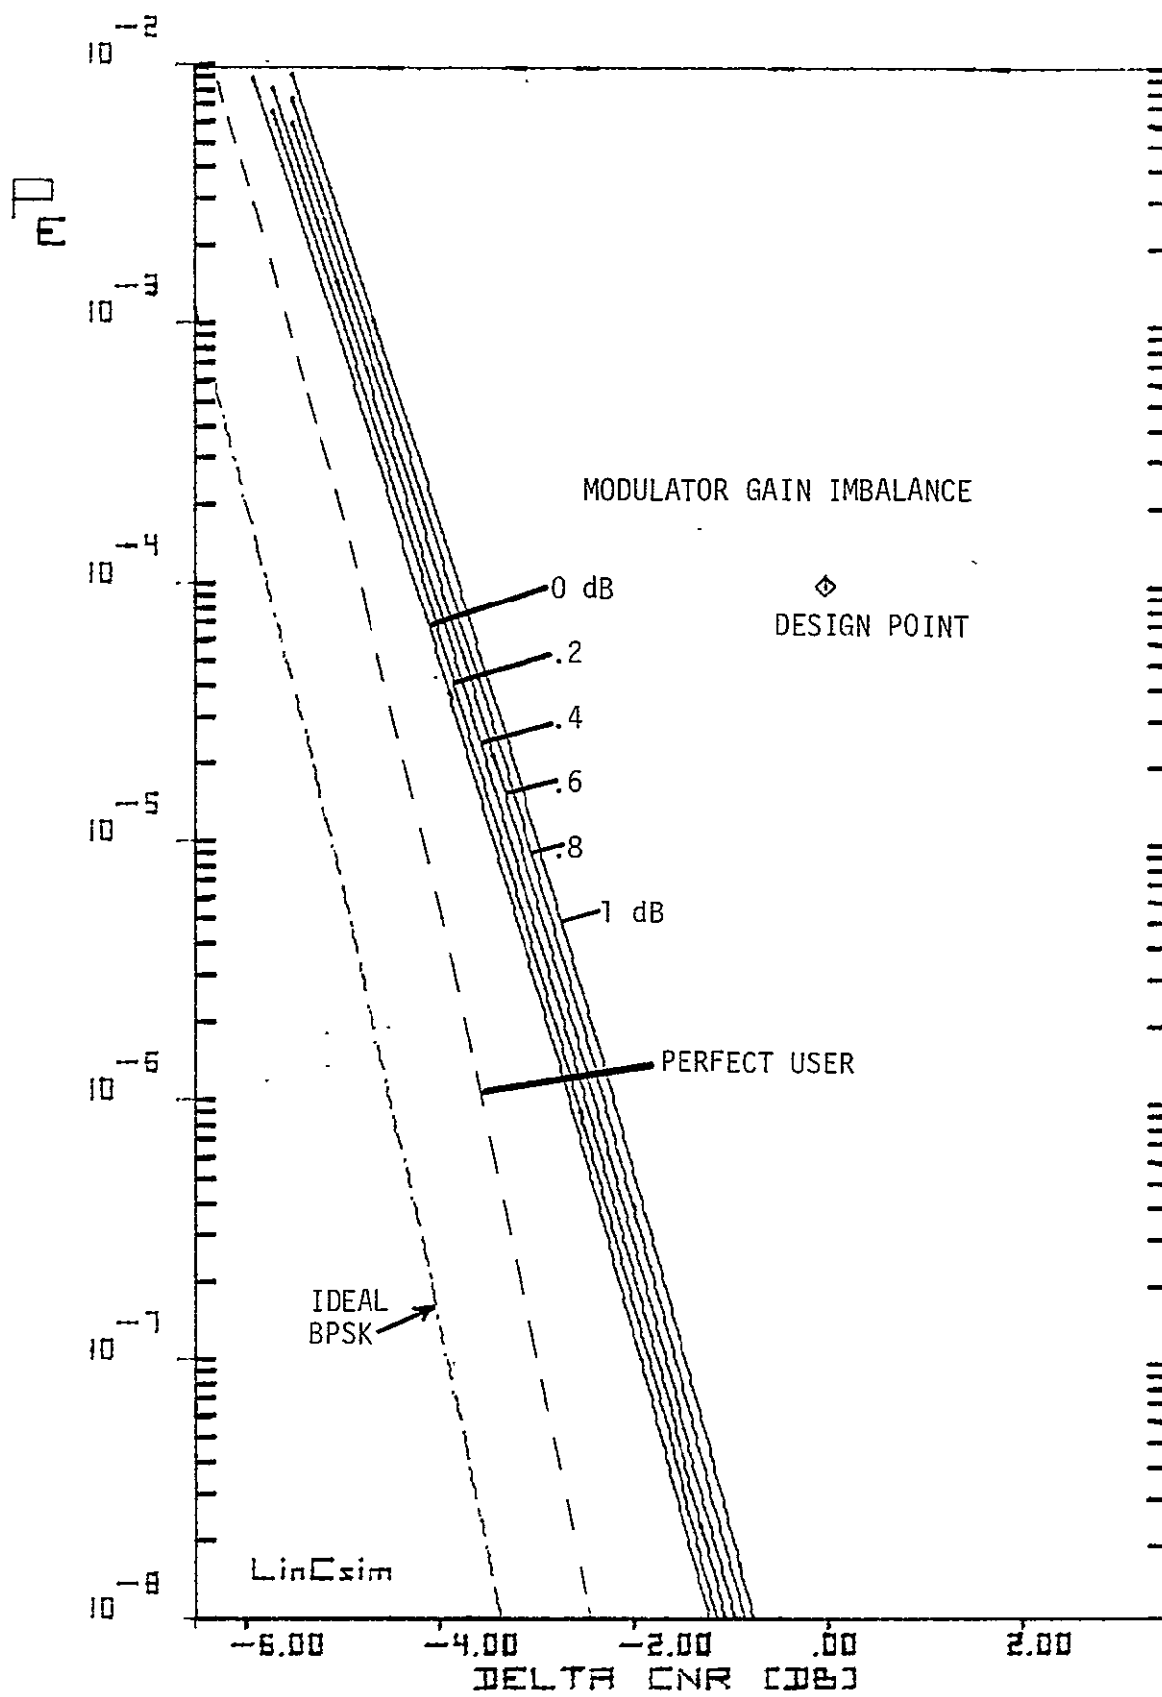 10^-2
P_E
10^-3
MODULATOR GAIN IMBALANCE
10^-4
0 dB
DESIGN POINT
.2
.4
.6
10^-5
.8
1 dB
PERFECT USER
10^-6
IDEAL
BPSK
10^-7
LinCsim
10^-8
-6.00 -4.00 -2.00 .00 2.00
DELTA CNR [DB]